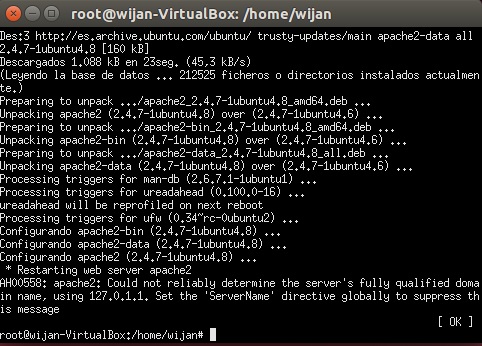 root@wijan-VirtualBox: /home/wijan
Des:3 http://es.archive.ubuntu.com/ubuntu/ trusty-updates/main apache2-data all
2.4.7-1ubuntu4.8 [160 kB]
Descargados 1.088 kB en 23seg. (45,3 kB/s)
(Leyendo la base de datos ... 212525 ficheros o directorios instalados actualmen
te.)
Preparing to unpack .../apache2_2.4.7-1ubuntu4.8_amd64.deb ...
Unpacking apache2 (2.4.7-1ubuntu4.8) over (2.4.7-1ubuntu4.6) ...
Preparing to unpack .../apache2-bin_2.4.7-1ubuntu4.8_amd64.deb ...
Unpacking apache2-bin (2.4.7-1ubuntu4.8) over (2.4.7-1ubuntu4.6) ...
Preparing to unpack .../apache2-data_2.4.7-1ubuntu4.8_all.deb ...
Unpacking apache2-data (2.4.7-1ubuntu4.8) over (2.4.7-1ubuntu4.6) ...
Processing triggers for man-db (2.6.7.1-1ubuntu1) ...
Processing triggers for ureadahead (0.100.0-16) ...
ureadahead will be reprofiled on next reboot
Processing triggers for ufw (0.34~rc-0ubuntu2) ...
Configurando apache2-bin (2.4.7-1ubuntu4.8) ...
Configurando apache2-data (2.4.7-1ubuntu4.8) ...
Configurando apache2 (2.4.7-1ubuntu4.8) ...
 * Restarting web server apache2
AH00558: apache2: Could not reliably determine the server's fully qualified doma
in name, using 127.0.1.1. Set the 'ServerName' directive globally to suppress th
is message
[ OK ]
root@wijan-VirtualBox:/home/wijan#